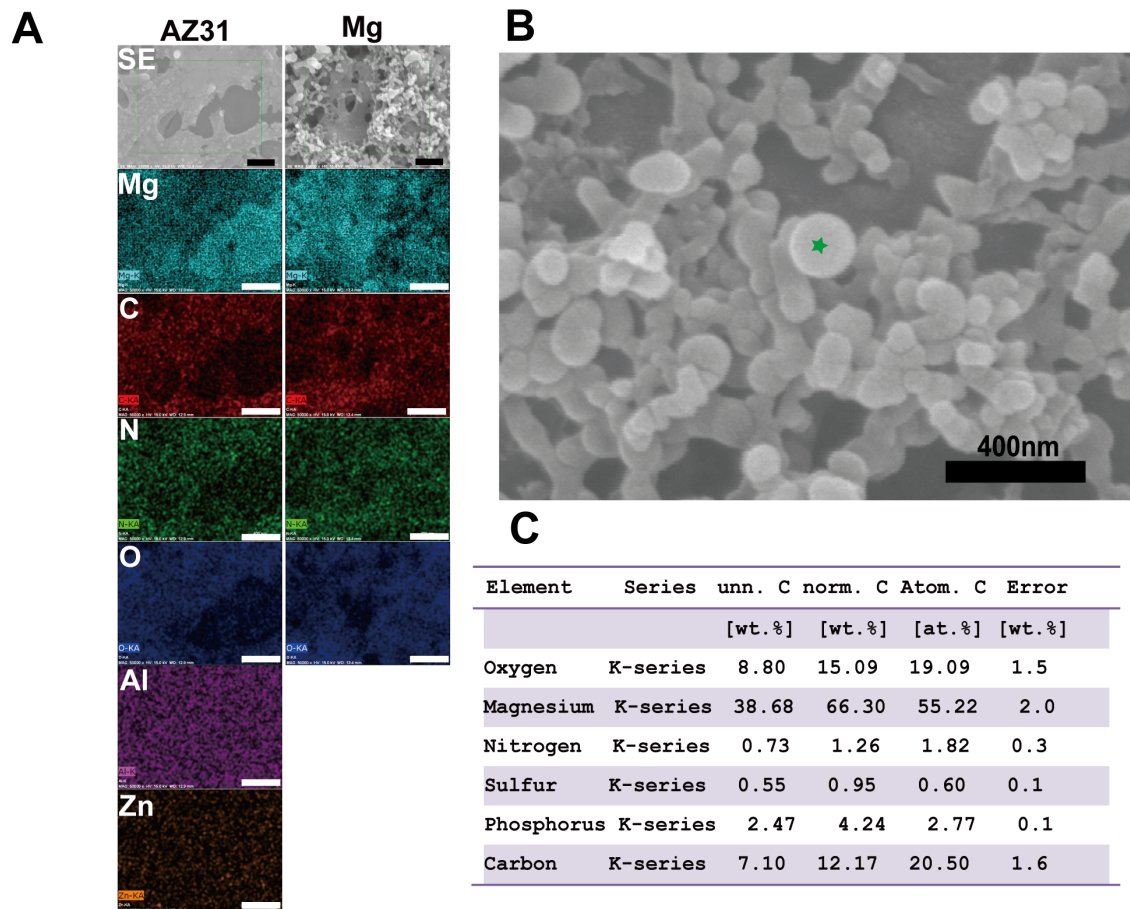 A
AZ31 Mg
SE
Mg
Mg-K Mg-K
C
C-KA C-KA
N
N-KA N-KA
O
O-KA O-KA
Al
Al-K
Zn
Zn-KA
B
400nm
C
Element Series unn. C norm. C Atom. C Error
[wt.%] [wt.%] [at.%] [wt.%]
Oxygen K-series 8.80 15.09 19.09 1.5
Magnesium K-series 38.68 66.30 55.22 2.0
Nitrogen K-series 0.73 1.26 1.82 0.3
Sulfur K-series 0.55 0.95 0.60 0.1
Phosphorus K-series 2.47 4.24 2.77 0.1
Carbon K-series 7.10 12.17 20.50 1.6